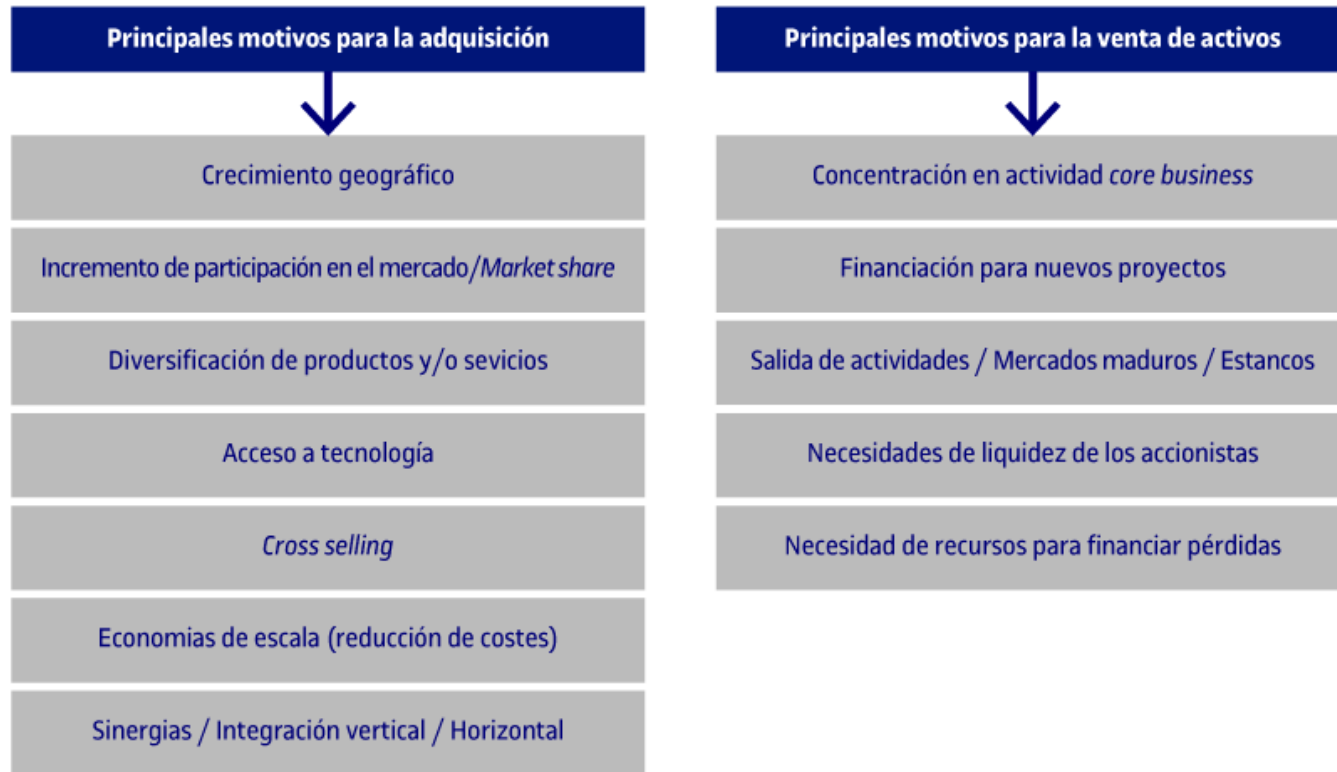 Principales motivos para la adquisición
Crecimiento geográfico
Incremento de participación en el mercado/Market share
Diversificación de productos y/o sevicios
Acceso a tecnología
Cross selling
Economias de escala (reducción de costes)
Sinergias / Integración vertical / Horizontal
Principales motivos para la venta de activos
Concentración en actividad core business
Financiación para nuevos proyectos
Salida de actividades / Mercados maduros / Estancos
Necesidades de liquidez de los accionistas
Necesidad de recursos para financiar pérdidas